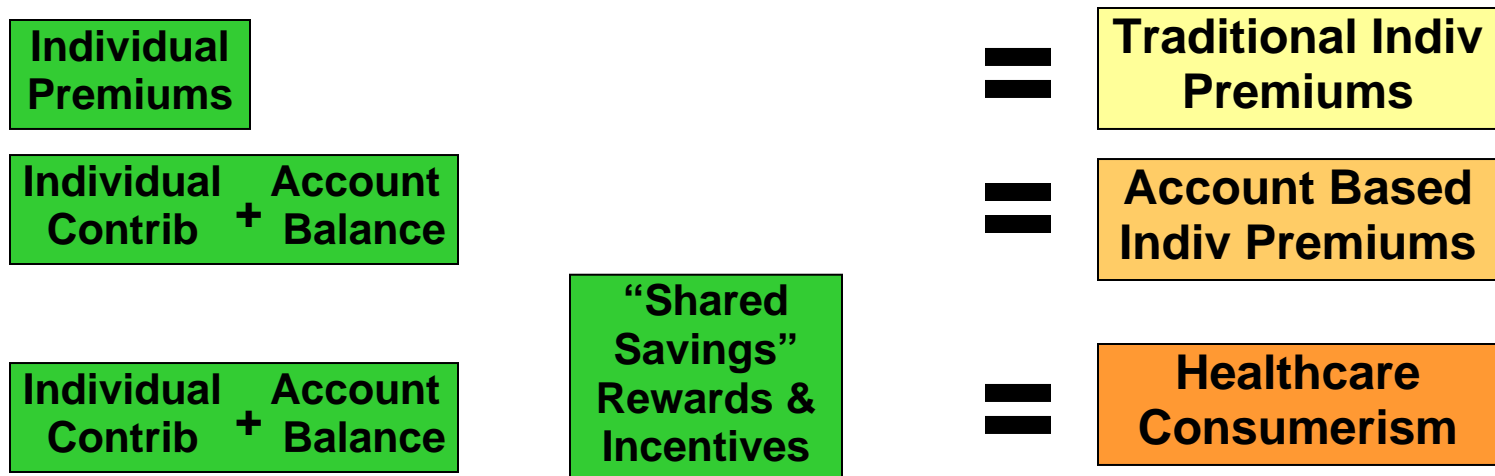 Individual
Premiums
=
Traditional Indiv
Premiums
Individual
Contrib
+
Account
Balance
=
Account Based
Indiv Premiums
Individual
Contrib
+
Account
Balance
“Shared
Savings”
Rewards &
Incentives
=
Healthcare
Consumerism